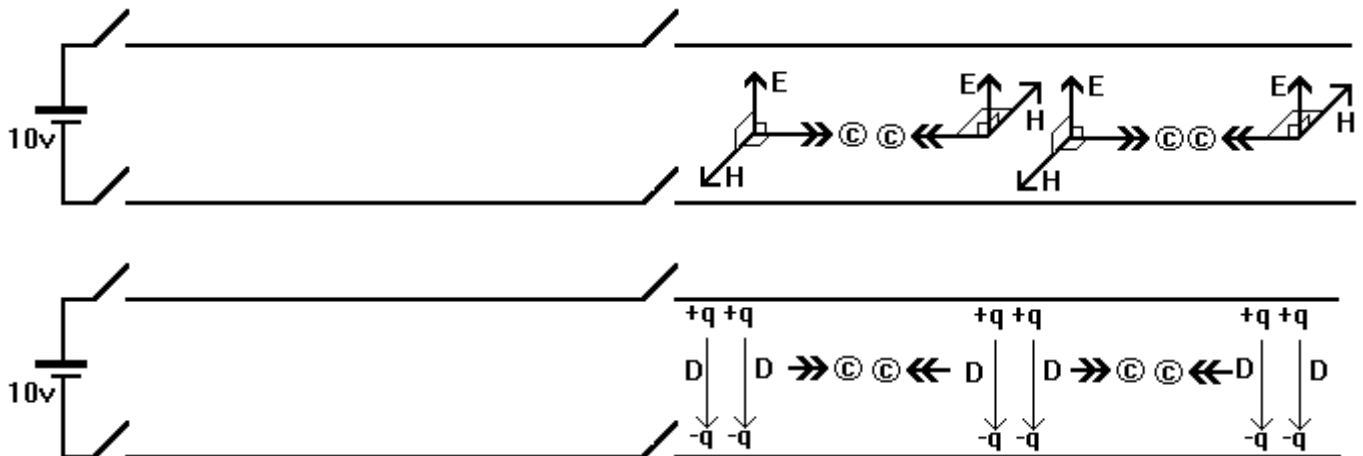 E E E E
© © © ©
H H
10v
H H
+q +q +q +q +q +q
D D © © D D © © D D
10v
-q -q -q -q -q -q